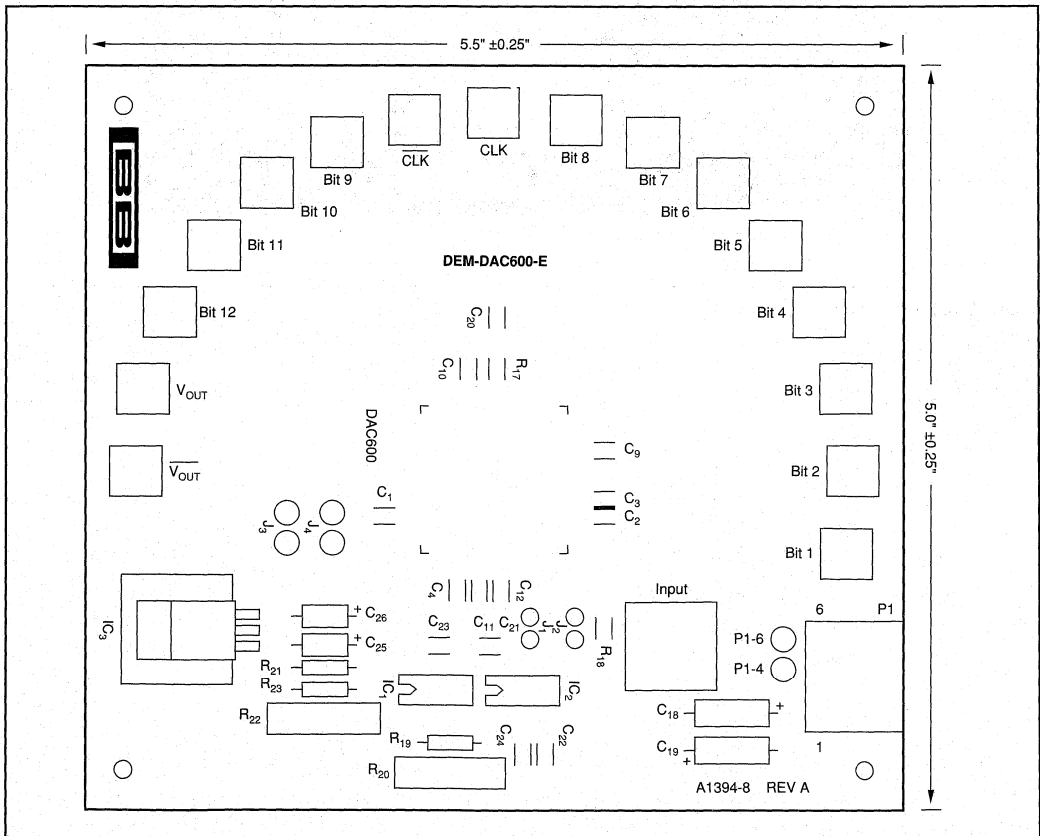 5.5" ±0.25"
CLK
CLK
Bit 8
Bit 9
Bit 7
Bit 10
Bit 6
Bit 11
Bit 5
BB
DEM-DAC600-E
Bit 12
C20
Bit 4
C10
R17
VOUT
Bit 3
DAC600
5.0" ±0.25"
C9
VOUT
Bit 2
C1
C3
C2
J3
J4
Bit 1
C4
C12
Input
6 P1
IC3
+ C26
C23
C11
C21
J1
J2
R18
P1-6
+ C25
P1-4
R21
R23
IC1
IC2
R22
C18
+
R19
C24
C22
C19
+
1
R20
A1394-8 REV A